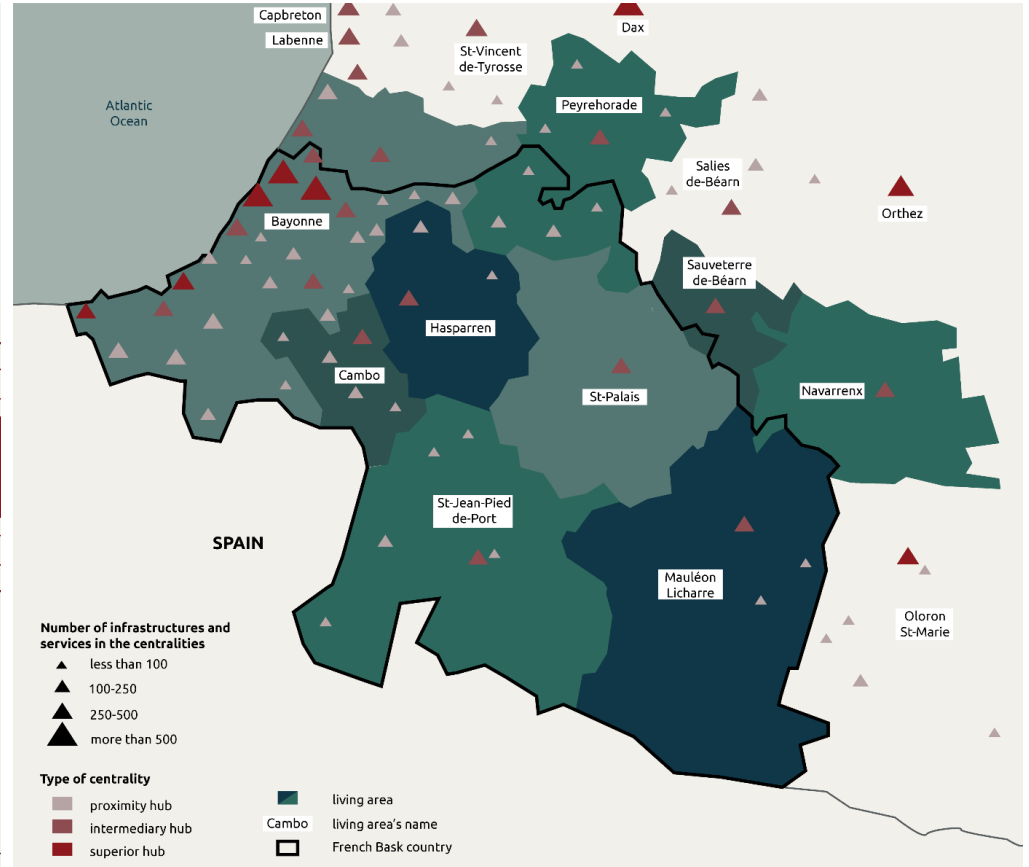 Capbreton
Labenne
St-Vincent
de-Tyrosse
Dax
Atlantic
Ocean
Peyrehorade
Salies
de-Béarn
Orthez
Bayonne
Sauveterre
de-Béarn
Hasparren
Cambo
St-Palais
Navarrenx
St-Jean-Pied
de-Port
SPAIN
Mauléon
Licharre
Oloron
St-Marie
Number of infrastructures and
services in the centralities
less than 100
100-250
250-500
more than 500
Type of centrality
proximity hub
intermediary hub
superior hub
living area
Cambo living area's name
French Bask country